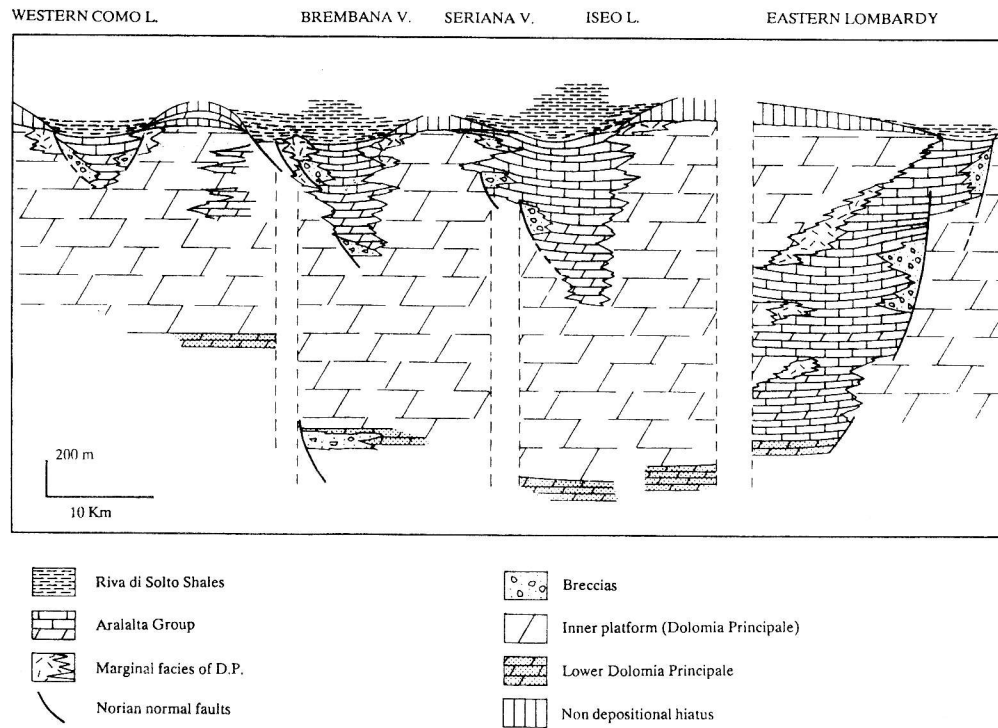 WESTERN COMO L. BREMBANA V. SERIANA V. ISEO L. EASTERN LOMBARDY
200 m
10 Km
Riva di Solto Shales
Aralalta Group
Marginal facies of D.P.
Norian normal faults
Breccias
Inner platform (Dolomia Principale)
Lower Dolomia Principale
Non depositional hiatus